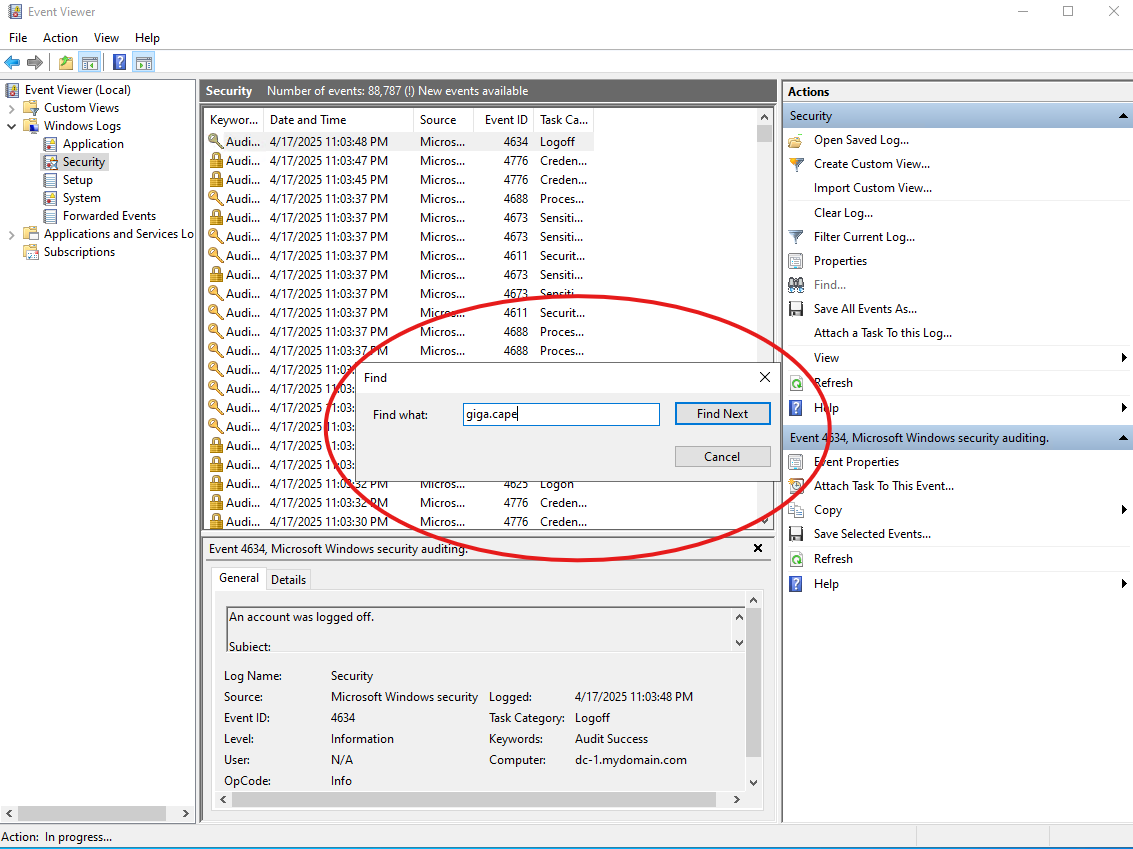 Event Viewer
File Action View Help
Event Viewer (Local)
Custom Views
Windows Logs
Application
Security
Setup
System
Forwarded Events
Applications and Services Lo
Subscriptions
Security Number of events: 88,787 (!) New events available
Keywor... Date and Time Source Event ID Task Ca...
Audi... 4/17/2025 11:03:48 PM Micros... 4634 Logoff
Audi... 4/17/2025 11:03:47 PM Micros... 4776 Creden...
Audi... 4/17/2025 11:03:45 PM Micros... 4776 Creden...
Audi... 4/17/2025 11:03:37 PM Micros... 4688 Proces...
Audi... 4/17/2025 11:03:37 PM Micros... 4673 Sensiti...
Audi... 4/17/2025 11:03:37 PM Micros... 4673 Sensiti...
Audi... 4/17/2025 11:03:37 PM Micros... 4611 Securit...
Audi... 4/17/2025 11:03:37 PM Micros... 4673 Sensiti...
Audi... 4/17/2025 11:03:37 PM Micros... 4673 Sensiti...
Audi... 4/17/2025 11:03:37 PM Micros... 4611 Securit...
Audi... 4/17/2025 11:03:37 PM Micros... 4688 Proces...
Audi... 4/17/2025 11:03:37 PM Micros... 4688 Proces...
Audi... 4/17/2025 11:03:
Audi... 4/17/2025 11:03:
Audi... 4/17/2025 11:03:
Audi... 4/17/2025 11:03:
Audi... 4/17/2025 11:03:
Audi... 4/17/2025 11:03:
Audi... 4/17/2025 11:03:32 PM Micros... 4625 Logon
Audi... 4/17/2025 11:03:32 PM Micros... 4776 Creden...
Audi... 4/17/2025 11:03:30 PM Micros... 4776 Creden...
Find
Find what: giga.cape Find Next
Cancel
Event 4634, Microsoft Windows security auditing.
General Details
An account was logged off.
Subject:
Log Name: Security
Source: Microsoft Windows security Logged: 4/17/2025 11:03:48 PM
Event ID: 4634 Task Category: Logoff
Level: Information Keywords: Audit Success
User: N/A Computer: dc-1.mydomain.com
OpCode: Info
Actions
Security
Open Saved Log...
Create Custom View...
Import Custom View...
Clear Log...
Filter Current Log...
Properties
Find...
Save All Events As...
Attach a Task To this Log...
View
Refresh
Help
Event 4634, Microsoft Windows security auditing.
Event Properties
Attach Task To This Event...
Copy
Save Selected Events...
Refresh
Help
Action: In progress...